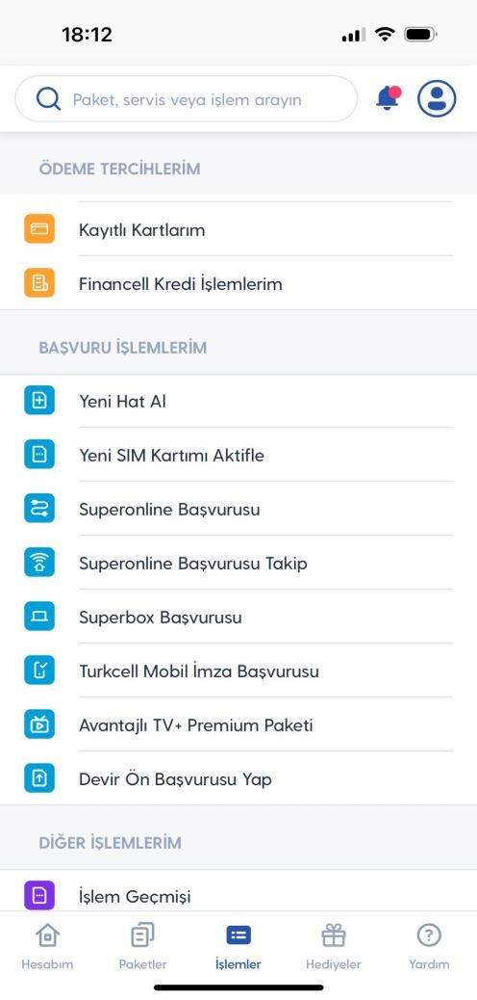 18:12
Paket, servis veya işlem arayın
ÖDEME TERCİHLERİM
Kayıtlı Kartlarım
Financell Kredi İşlemlerim
BAŞVURU İŞLEMLERİM
Yeni Hat Al
Yeni SIM Kartımı Aktifle
Superonline Başvurusu
Superonline Başvurusu Takip
Superbox Başvurusu
Turkcell Mobil İmza Başvurusu
Avantajlı TV+ Premium Paketi
Devir Ön Başvurusu Yap
DİĞER İŞLEMLERİM
İşlem Geçmişi
Hesabım Paketler İşlemler Hediyeler Yardım